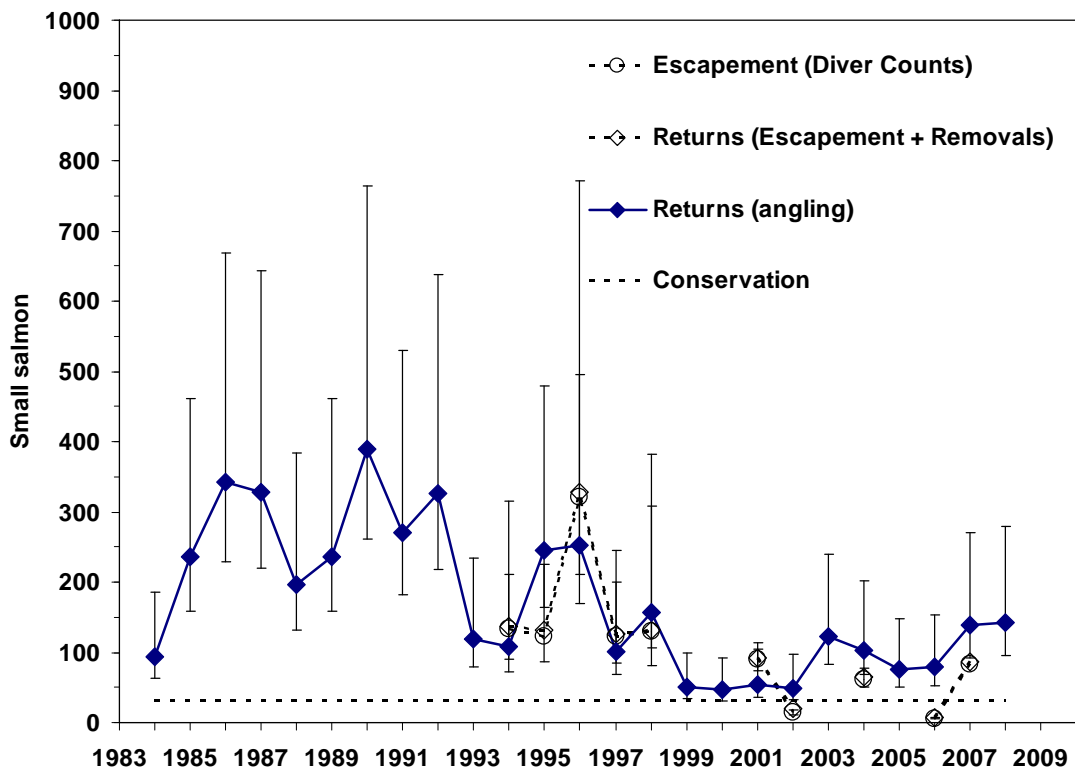 1000
900
800
700
600
500
400
300
200
100
0
Small salmon
Escapement (Diver Counts)
Returns (Escapement + Removals)
Returns (angling)
Conservation
1983 1985 1987 1989 1991 1993 1995 1997 1999 2001 2003 2005 2007 2009